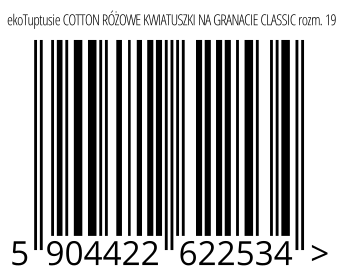 ekoTuptusie COTTON RÓŻOWE KWIATUSZKI NA GRANACIE CLASSIC rozm. 19
5 904422 622534 >